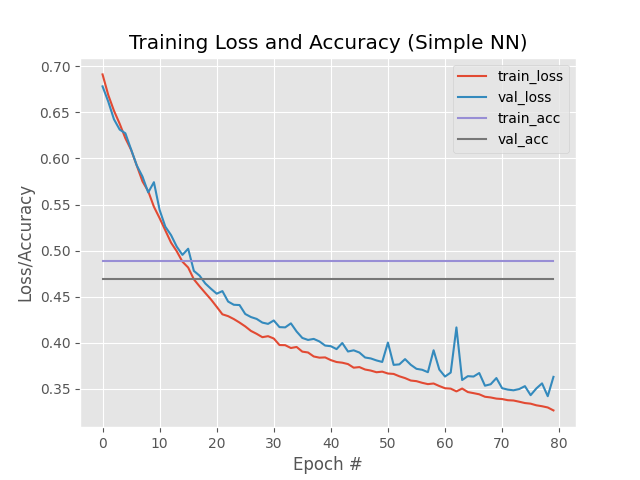 Training Loss and Accuracy (Simple NN)
train_loss
val_loss
train_acc
val_acc
Loss/Accuracy
0.70
0.65
0.60
0.55
0.50
0.45
0.40
0.35
0 10 20 30 40 50 60 70 80
Epoch #